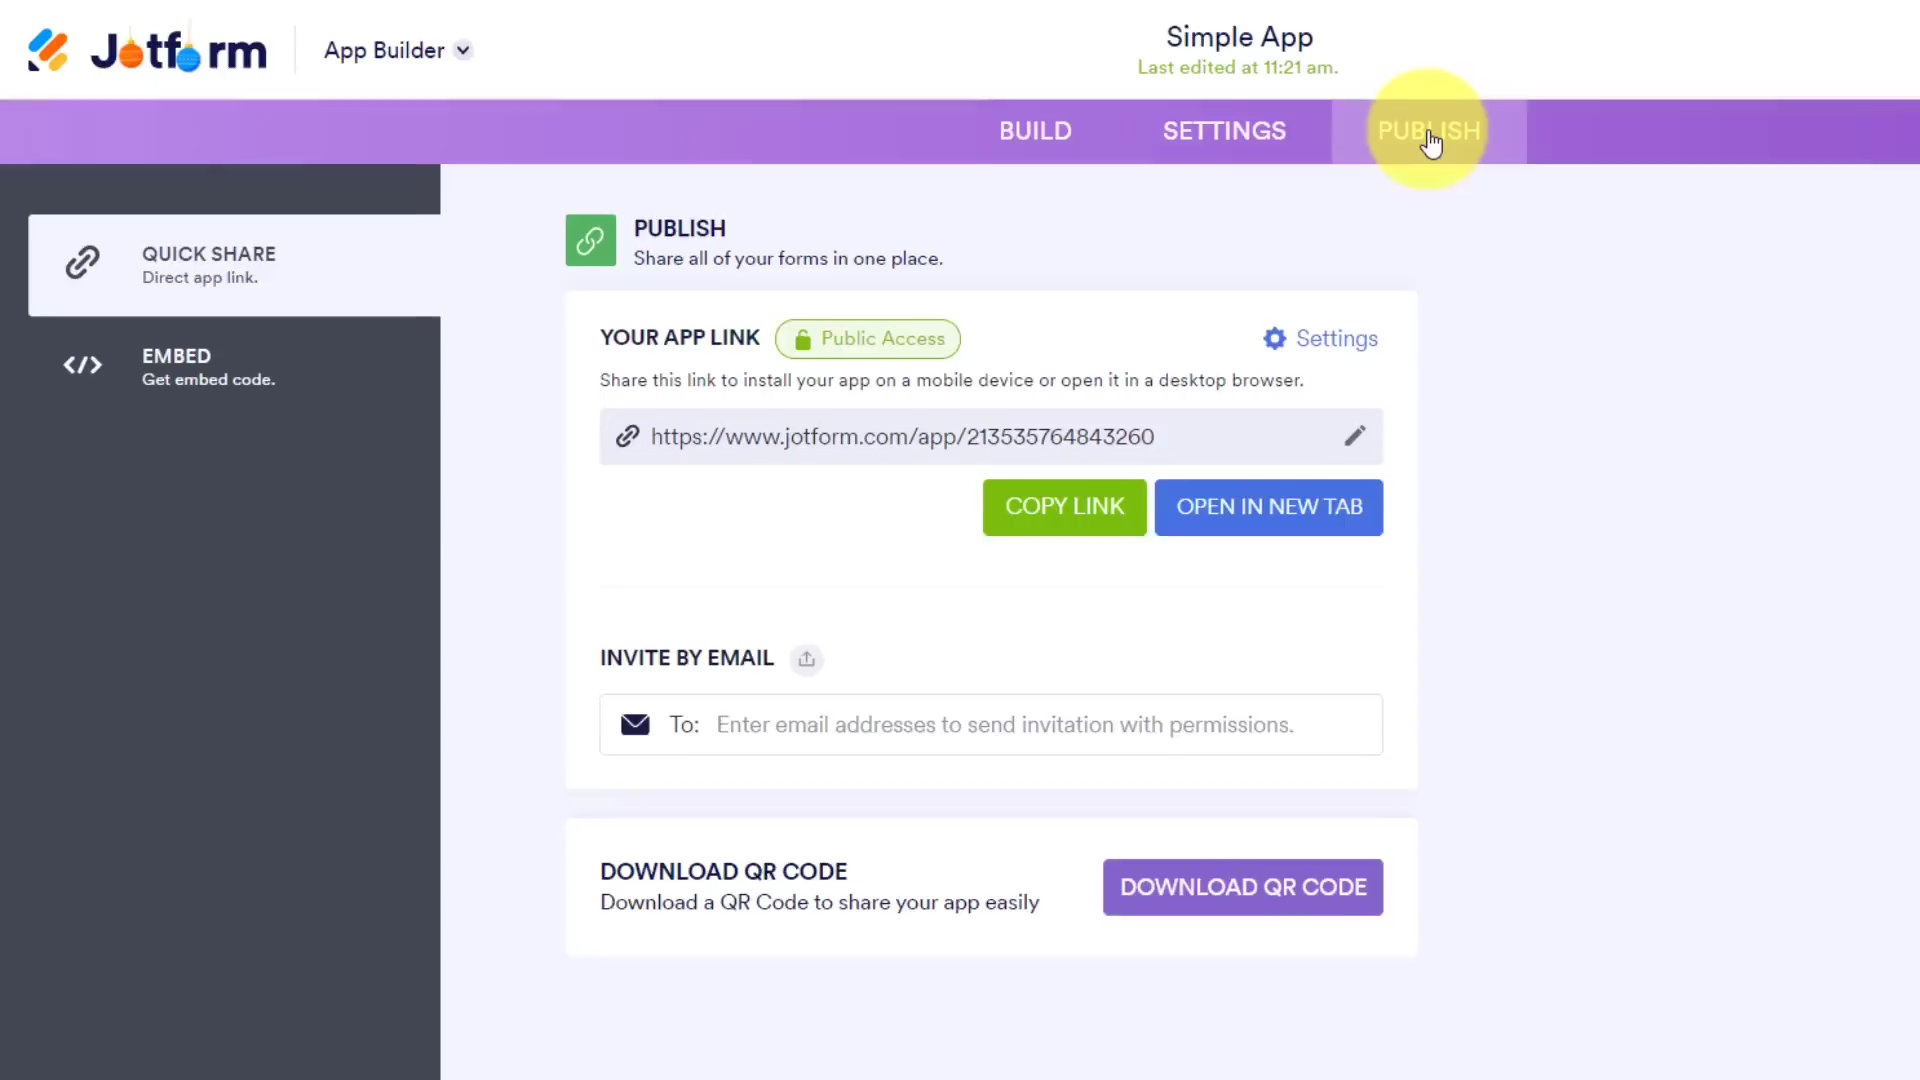 Jotform
App Builder
Simple App
Last edited at 11:21 am.
BUILD
SETTINGS
PUBLISH
QUICK SHARE
Direct app link.
EMBED
Get embed code.
PUBLISH
Share all of your forms in one place.
YOUR APP LINK
Public Access
Settings
Share this link to install your app on a mobile device or open it in a desktop browser.
https://www.jotform.com/app/213535764843260
COPY LINK
OPEN IN NEW TAB
INVITE BY EMAIL
To: Enter email addresses to send invitation with permissions.
DOWNLOAD QR CODE
Download a QR Code to share your app easily
DOWNLOAD QR CODE